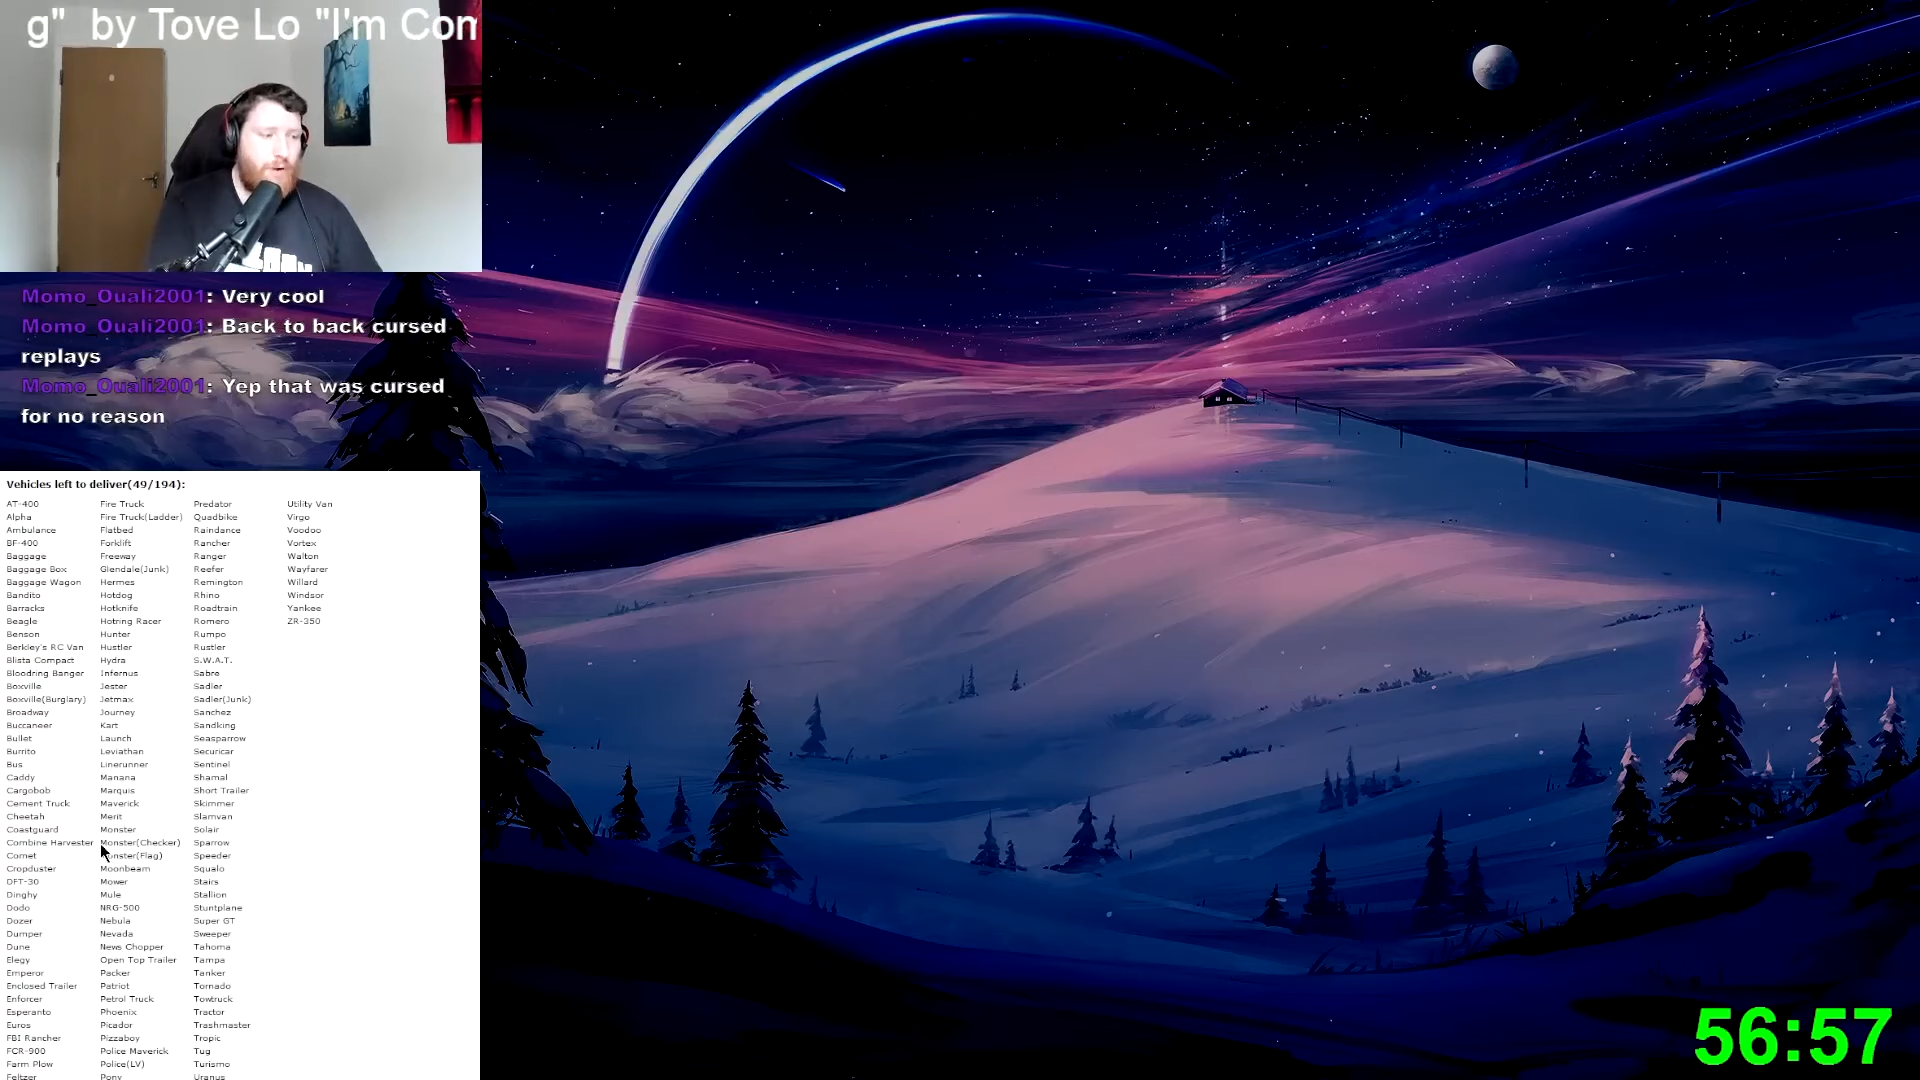 g" by Tove Lo "I'm Com
Momo_Ouali2001: Very cool
Momo_Ouali2001: Back to back cursed
replays
Momo_Ouali2001: Yep that was cursed
for no reason
Vehicles left to deliver(49/194):
AT-400 Fire Truck Predator Utility Van
Alpha Fire Truck(Ladder) Quadbike Virgo
Ambulance Flatbed Raindance Voodoo
BF-400 Forklift Rancher Vortex
Baggage Freeway Ranger Walton
Baggage Box Glendale(Junk) Reefer Wayfarer
Baggage Wagon Hermes Remington Willard
Bandito Hotdog Rhino Windsor
Barracks Hotknife Roadtrain Yankee
Beagle Hotring Racer Romero ZR-350
Benson Hunter Rumpo
Berkley's RC Van Hustler Rustler
Blista Compact Hydra S.W.A.T.
Bloodring Banger Infernus Sabre
Boxville Jester Sadler
Boxville(Burglary) Jetmax Sadler(Junk)
Broadway Journey Sanchez
Buccaneer Kart Sandking
Bullet Launch Seasparrow
Burrito Leviathan Securicar
Bus Linerunner Sentinel
Caddy Manana Shamal
Cargobob Marquis Short Trailer
Cement Truck Maverick Skimmer
Cheetah Merit Slamvan
Coastguard Monster Solair
Combine Harvester Monster(Checker) Sparrow
Comet Monster(Flag) Speeder
Cropduster Moonbeam Squalo
DFT-30 Mower Stairs
Dinghy Mule Stallion
Dodo NRG-500 Stuntplane
Dozer Nebula Super GT
Dumper Nevada Sweeper
Dune News Chopper Tahoma
Elegy Open Top Trailer Tampa
Emperor Packer Tanker
Enclosed Trailer Patriot Tornado
Enforcer Petrol Truck Towtruck
Esperanto Phoenix Tractor
Euros Picador Trashmaster
FBI Rancher Pizzaboy Tropic
FCR-900 Police Maverick Tug
Farm Plow Police(LV) Turismo
Feltzer Pony Uranus
56:57